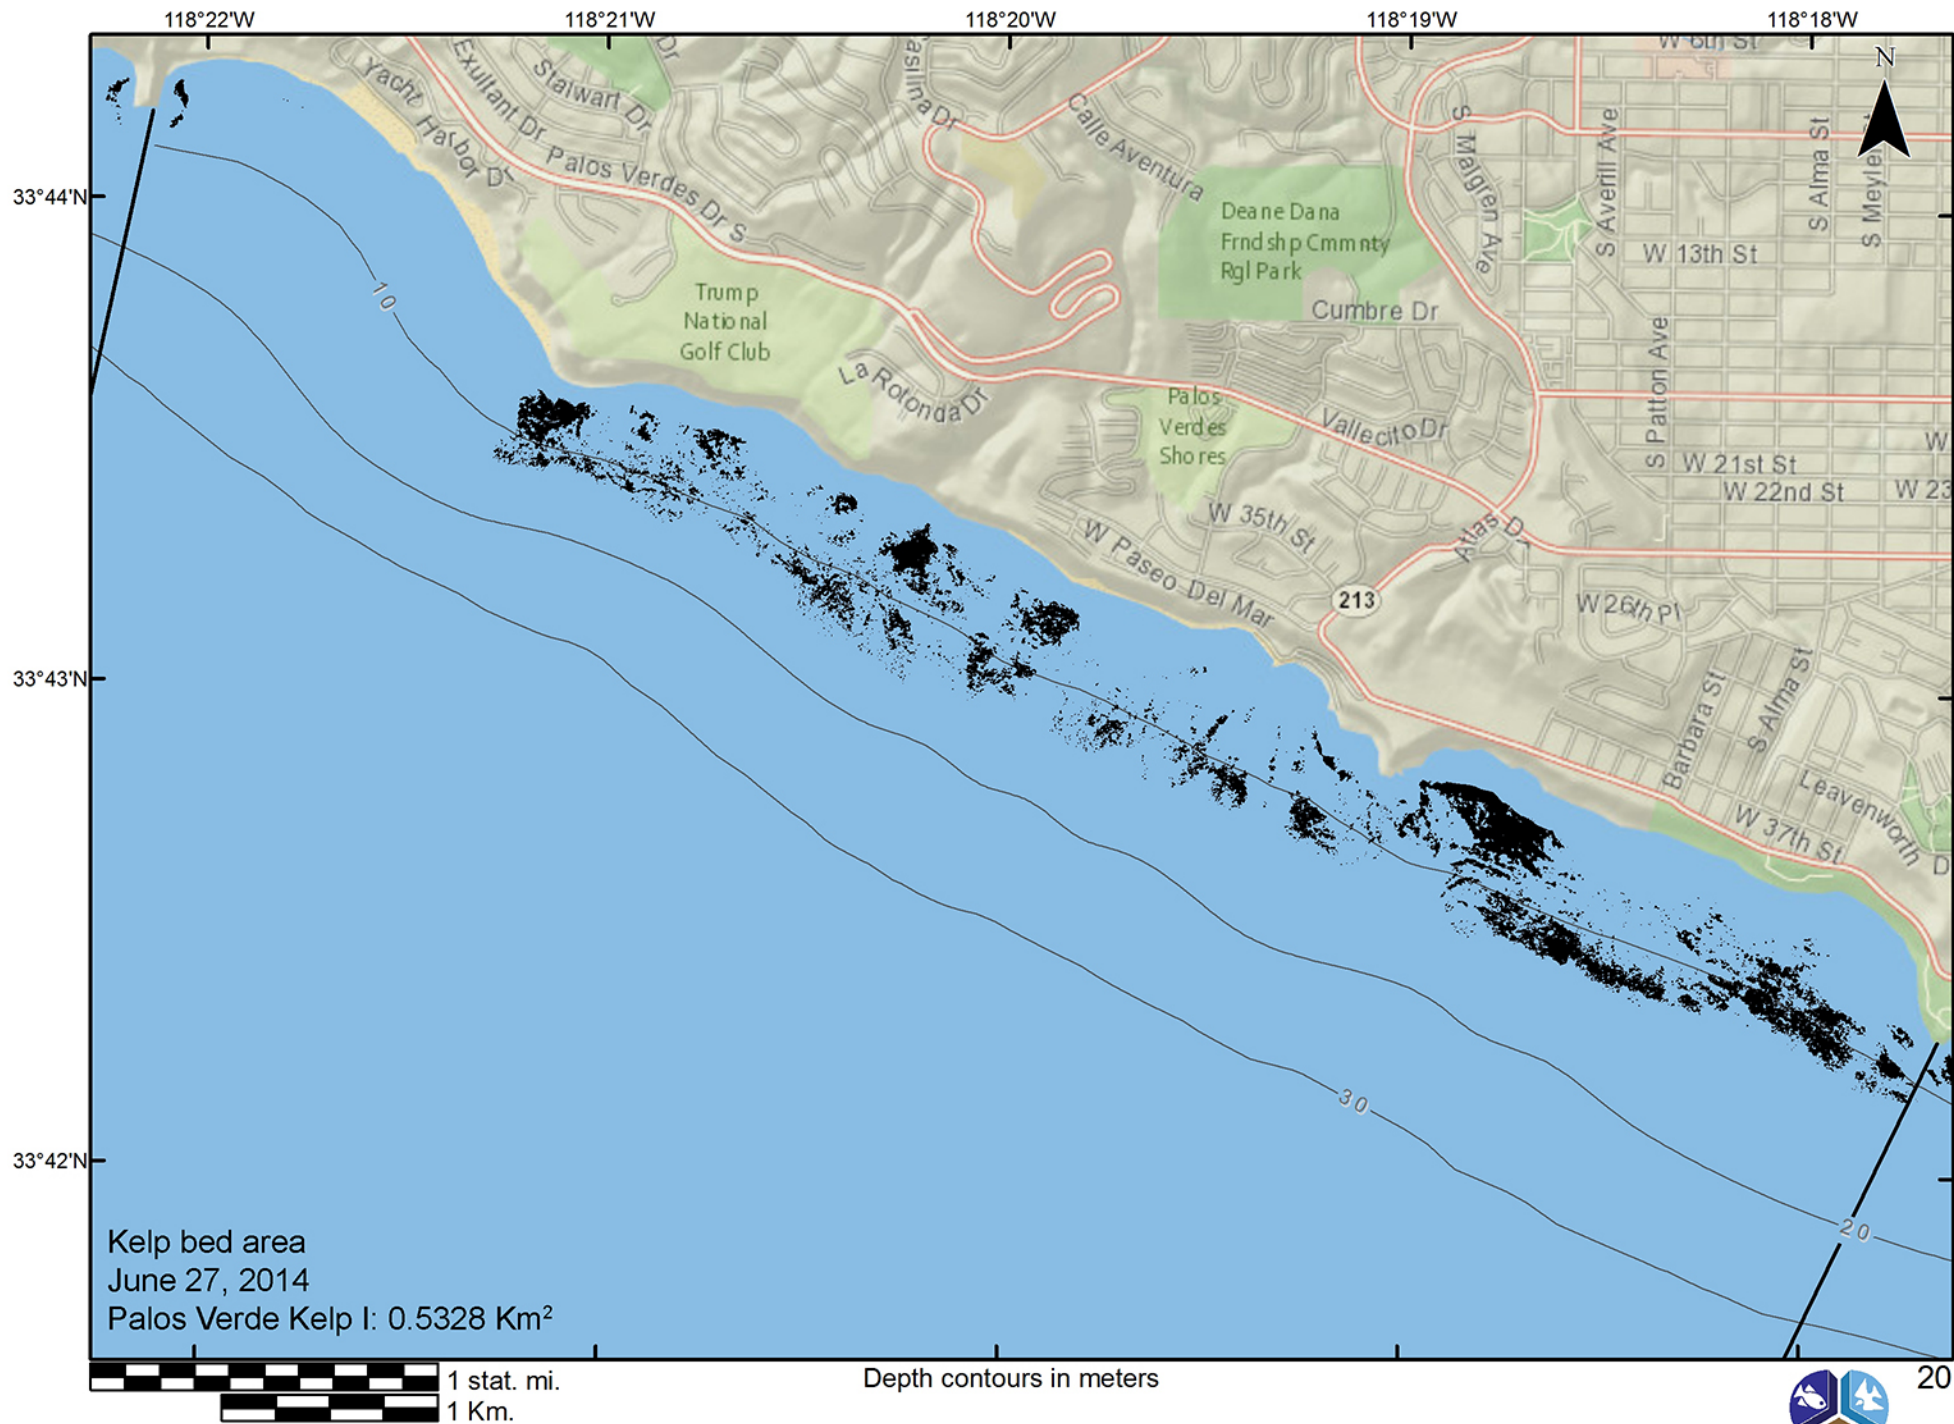 118°22'W
118°21'W
118°20'W
118°19'W
118°18'W
33°44'N
33°43'N
33°42'N
N
Yacht Harbor Dr
Exultant Dr
Stalwart Dr
Dr
Palos Verdes Dr S
Calle Aventura
Trump
National
Golf Club
La Rotonda Dr
Deane Dana
Frndshp Cmmnty
Rgl Park
Cumbre Dr
Palos
Verdes
Shores
Vallecito Dr
W 35th St
W Paseo Del Mar
Atlas Dr
213
S Malgren Ave
S Averill Ave
S Alma St
S Meyler
W 6th St
W 13th St
S Patton Ave
W
W 21st St
W 22nd St
W 23
W 26th Pl
Barbara St
S Alma St
Leavenworth
D
W 37th St
10
30
20
Kelp bed area
June 27, 2014
Palos Verde Kelp I: 0.5328 Km²
1 stat. mi.
1 Km.
Depth contours in meters
20